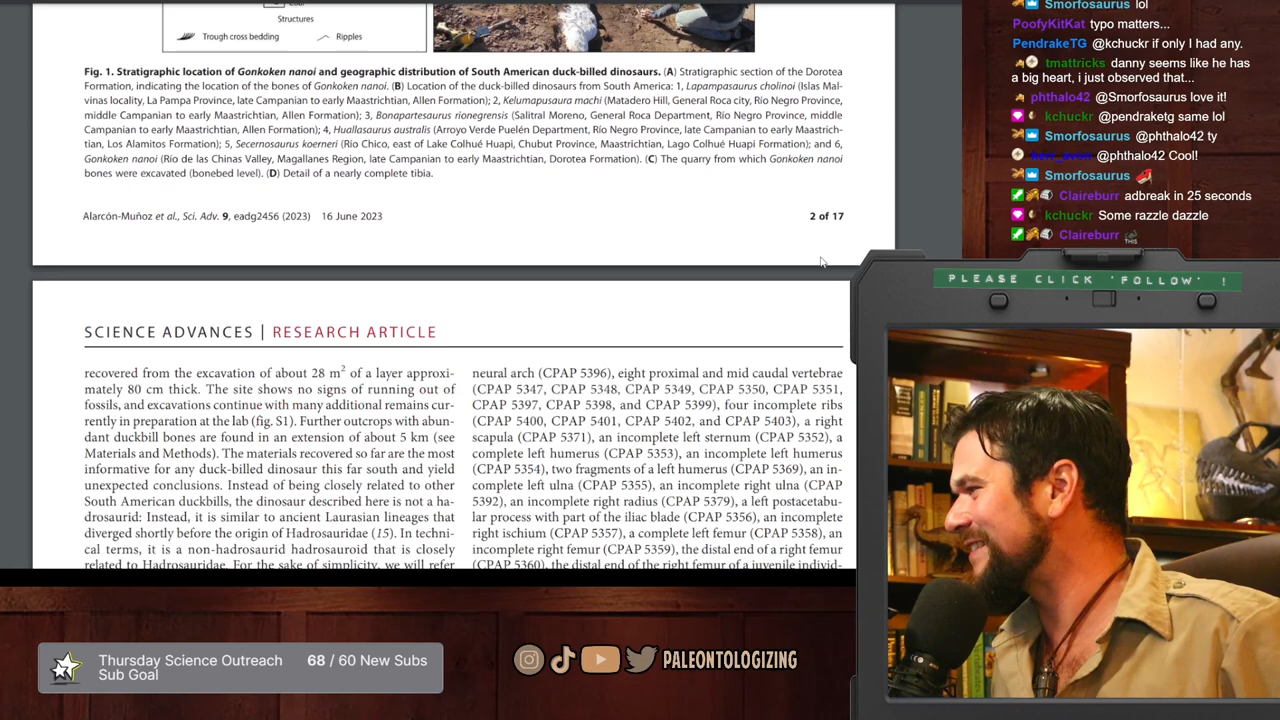 Structures
Trough cross bedding
Ripples
Fig. 1. Stratigraphic location of Gonkoken nanoi and geographic distribution of South American duck-billed dinosaurs. (A) Stratigraphic section of the Dorotea
Formation, indicating the location of the bones of Gonkoken nanoi. (B) Location of the duck-billed dinosaurs from South America: 1, Lapampasaurus cholinoi (Islas Mal-
vinas locality, La Pampa Province, late Campanian to early Maastrichtian, Allen Formation); 2, Kelumapusaura machi (Matadero Hill, General Roca city, Río Negro Province,
middle Campanian to early Maastrichtian, Allen Formation); 3, Bonapartesaurus rionegrensis (Salitral Moreno, General Roca Department, Río Negro Province, middle
Campanian to early Maastrichtian, Allen Formation); 4, Huallasaurus australis (Arroyo Verde Puelén Department, Río Negro Province, late Campanian to early Maastrich-
tian, Los Alamitos Formation); 5, Secernosaurus koerneri (Río Chico, east of Lake Colhué Huapi, Chubut Province, Maastrichtian, Lago Colhué Huapi Formation); and 6,
Gonkoken nanoi (Río de las Chinas Valley, Magallanes Region, late Campanian to early Maastrichtian, Dorotea Formation). (C) The quarry from which Gonkoken nanoi
bones were excavated (bonebed level). (D) Detail of a nearly complete tibia.
Alarcón-Muñoz et al., Sci. Adv. 9, eadg2456 (2023) 16 June 2023
2 of 17
SCIENCE ADVANCES | RESEARCH ARTICLE
recovered from the excavation of about 28 m² of a layer approxi-
mately 80 cm thick. The site shows no signs of running out of
fossils, and excavations continue with many additional remains cur-
rently in preparation at the lab (fig. S1). Further outcrops with abun-
dant duckbill bones are found in an extension of about 5 km (see
Materials and Methods). The materials recovered so far are the most
informative for any duck-billed dinosaur this far south and yield
unexpected conclusions. Instead of being closely related to other
South American duckbills, the dinosaur described here is not a ha-
drosaurid: Instead, it is similar to ancient Laurasian lineages that
diverged shortly before the origin of Hadrosauridae (15). In techni-
cal terms, it is a non-hadrosaurid hadrosauroid that is closely
related to Hadrosauridae. For the sake of simplicity, we will refer
neural arch (CPAP 5396), eight proximal and mid caudal vertebrae
(CPAP 5347, CPAP 5348, CPAP 5349, CPAP 5350, CPAP 5351,
CPAP 5397, CPAP 5398, and CPAP 5399), four incomplete ribs
(CPAP 5400, CPAP 5401, CPAP 5402, and CPAP 5403), a right
scapula (CPAP 5371), an incomplete left sternum (CPAP 5352), a
complete left humerus (CPAP 5353), an incomplete left humerus
(CPAP 5354), two fragments of a left humerus (CPAP 5369), an in-
complete left ulna (CPAP 5355), an incomplete right ulna (CPAP
5392), an incomplete right radius (CPAP 5379), a left postacetabu-
lar process with part of the iliac blade (CPAP 5356), an incomplete
right ischium (CPAP 5357), a complete left femur (CPAP 5358), an
incomplete right femur (CPAP 5359), the distal end of a right femur
(CPAP 5360), the distal end of the right femur of a juvenile individ-
Smorfosaurus lol
PoofyKitKat typo matters...
PendrakeTG @kchuckr if only I had any.
tmattricks danny seems like he has
a big heart, i just observed that...
phthalo42 @Smorfosaurus love it!
kchuckr @pendraketg same lol
Smorfosaurus @phthalo42 ty
@phthalo42 Cool!
Smorfosaurus
Claireburr adbreak in 25 seconds
kchuckr Some razzle dazzle
Claireburr THIS
PLEASE CLICK 'FOLLOW' !
Thursday Science Outreach
Sub Goal
68 / 60 New Subs
PALEONTOLOGIZING